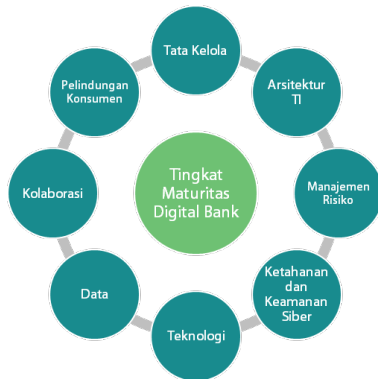 Tata Kelola
Arsitektur
TI
Manajemen
Risiko
Ketahanan
dan
Keamanan
Siber
Teknologi
Data
Kolaborasi
Pelindungan
Konsumen
Tingkat
Maturitas
Digital Bank